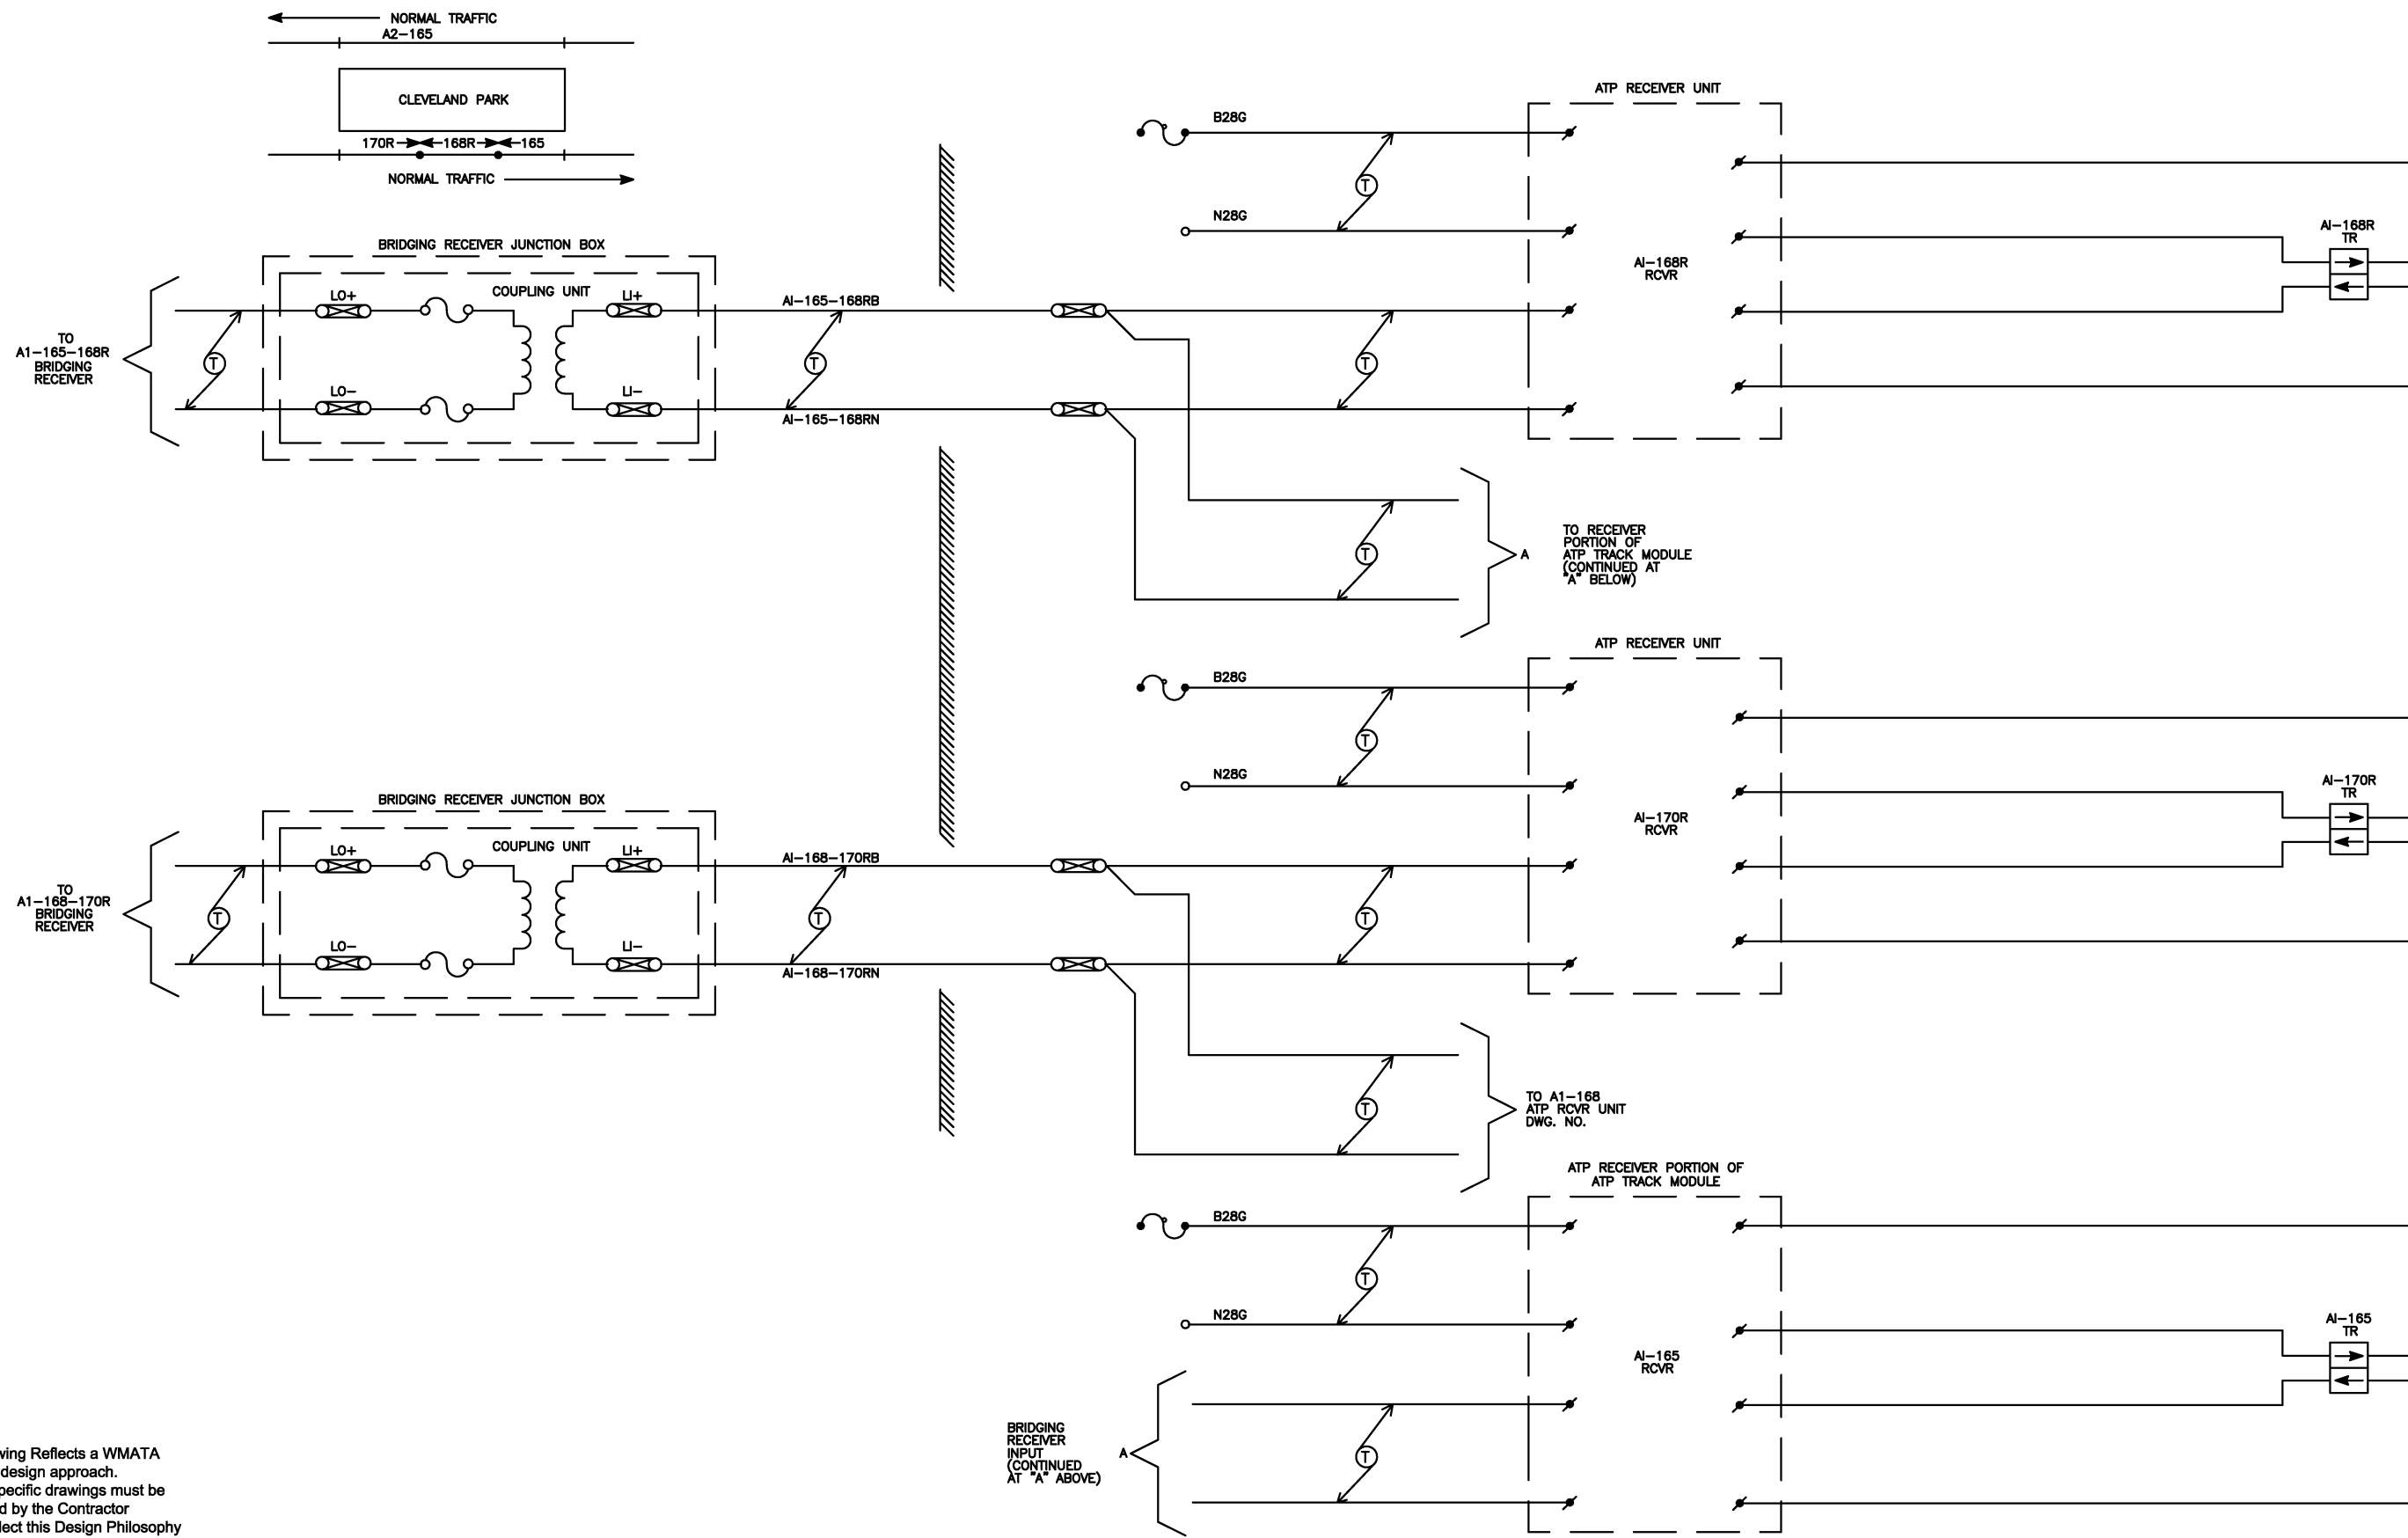 NORMAL TRAFFIC
A2-165
CLEVELAND PARK
170R 168R 165
NORMAL TRAFFIC
BRIDGING RECEIVER JUNCTION BOX
COUPLING UNIT
LO+
LI+
LO-
LI-
TO
A1-165-168R
BRIDGING
RECEIVER
T
AI-165-168RB
T
AI-165-168RN
B28G
T
N28G
T
ATP RECEIVER UNIT
AI-168R
RCVR
AI-168R
TR
T
A
TO RECEIVER
PORTION OF
ATP TRACK MODULE
(CONTINUED AT
"A" BELOW)
BRIDGING RECEIVER JUNCTION BOX
COUPLING UNIT
LO+
LI+
LO-
LI-
TO
A1-168-170R
BRIDGING
RECEIVER
T
AI-168-170RB
T
AI-168-170RN
B28G
T
N28G
T
ATP RECEIVER UNIT
AI-170R
RCVR
AI-170R
TR
T
TO A1-168
ATP RCVR UNIT
DWG. NO.
ATP RECEIVER PORTION OF
ATP TRACK MODULE
B28G
T
N28G
AI-165
RCVR
AI-165
TR
BRIDGING
RECEIVER
INPUT
(CONTINUED
AT "A" ABOVE)
A
T
Reflects a WMATA
design approach.
drawings must be
by the Contractor
this Design Philosophy